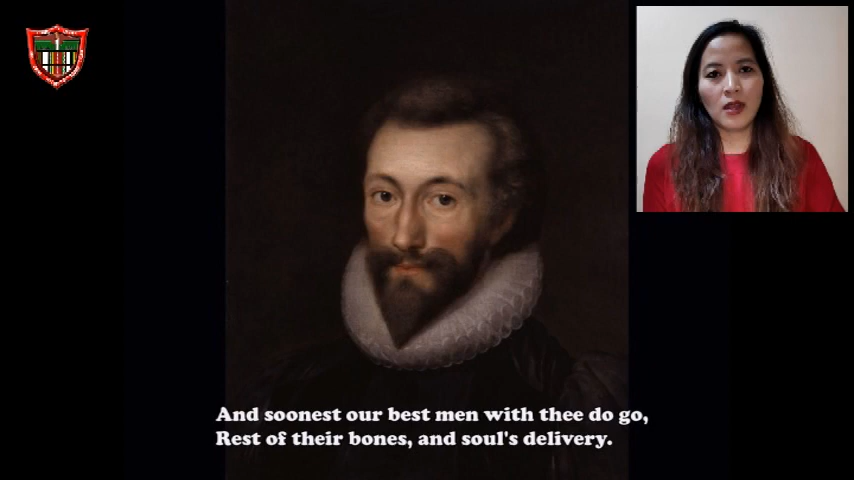 And soonest our best men with thee do go,
Rest of their bones, and soul's delivery.